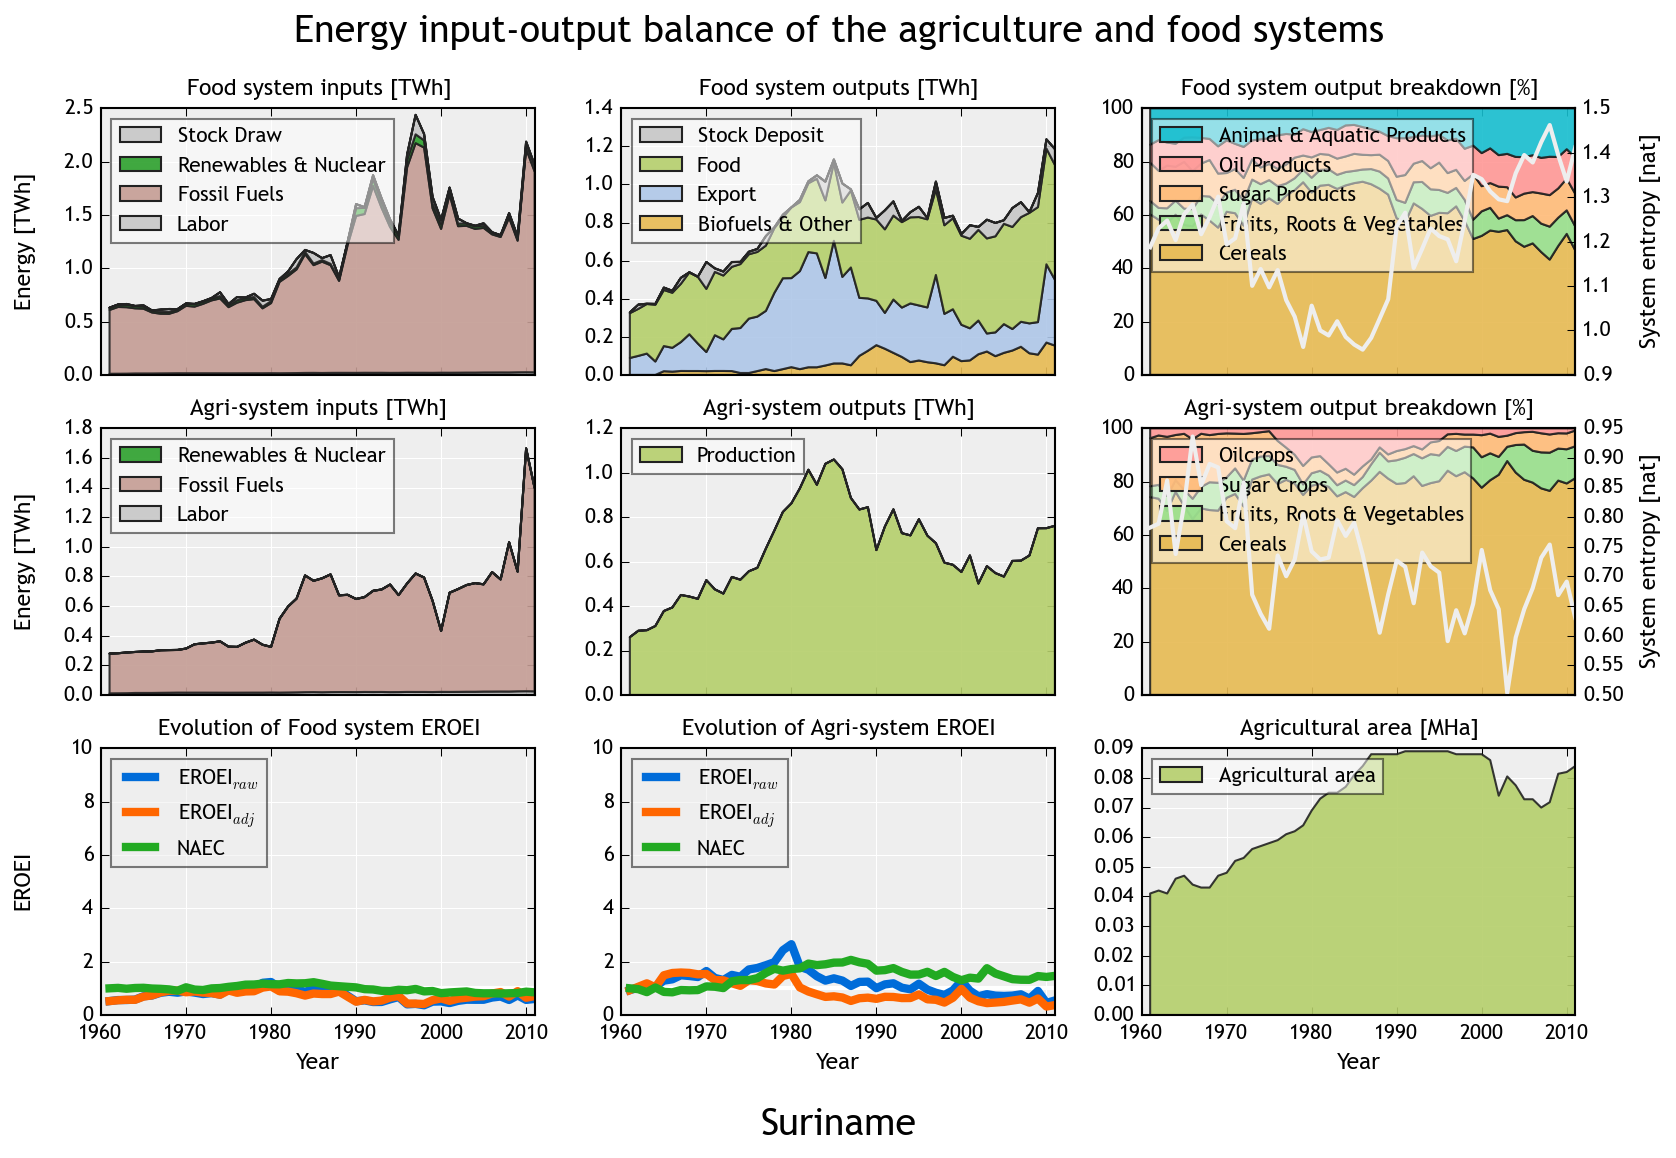 Energy input-output balance of the agriculture and food systems
Food system inputs [TWh]
Energy [TWh]
2.5
2.0
1.5
1.0
0.5
0.0
Stock Draw
Renewables & Nuclear
Fossil Fuels
Labor
Food system outputs [TWh]
1.4
1.2
1.0
0.8
0.6
0.4
0.2
0.0
Stock Deposit
Food
Export
Biofuels & Other
Food system output breakdown [%]
100
80
60
40
20
0
Animal & Aquatic Products
Oil Products
Sugar Products
Fruits, Roots & Vegetables
Cereals
1.5
1.4
1.3
1.2
1.1
1.0
0.9
System entropy [nat]
Agri-system inputs [TWh]
Energy [TWh]
1.8
1.6
1.4
1.2
1.0
0.8
0.6
0.4
0.2
0.0
Renewables & Nuclear
Fossil Fuels
Labor
Agri-system outputs [TWh]
1.2
1.0
0.8
0.6
0.4
0.2
0.0
Production
Agri-system output breakdown [%]
100
80
60
40
20
0
Oilcrops
Sugar Crops
Fruits, Roots & Vegetables
Cereals
0.95
0.90
0.85
0.80
0.75
0.70
0.65
0.60
0.55
0.50
System entropy [nat]
Evolution of Food system EROEI
EROEI
10
8
6
4
2
0
EROEIraw
EROEIadj
NAEC
1960 1970 1980 1990 2000 2010
Year
Evolution of Agri-system EROEI
10
8
6
4
2
0
EROEIraw
EROEIadj
NAEC
1960 1970 1980 1990 2000 2010
Year
Agricultural area [MHa]
0.09
0.08
0.07
0.06
0.05
0.04
0.03
0.02
0.01
0.00
Agricultural area
1960 1970 1980 1990 2000 2010
Year
Suriname